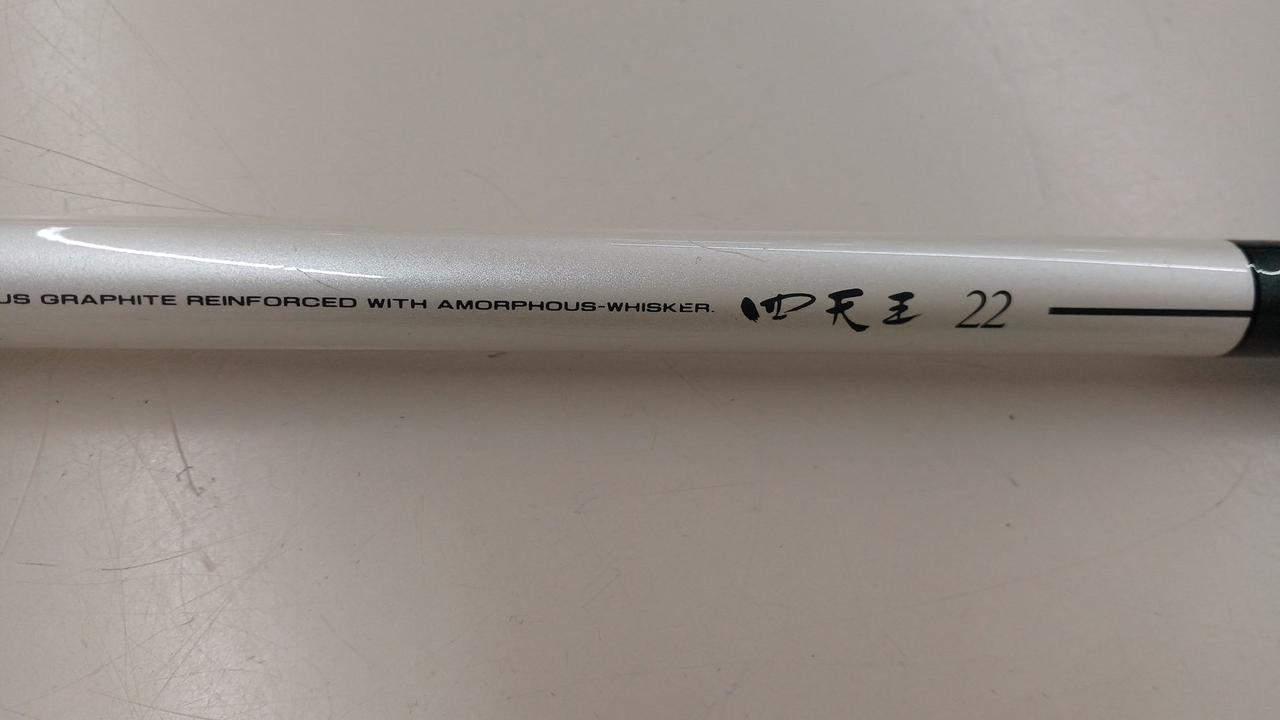 US GRAPHITE REINFORCED WITH AMORPHOUS-WHISKER. 四天王 22